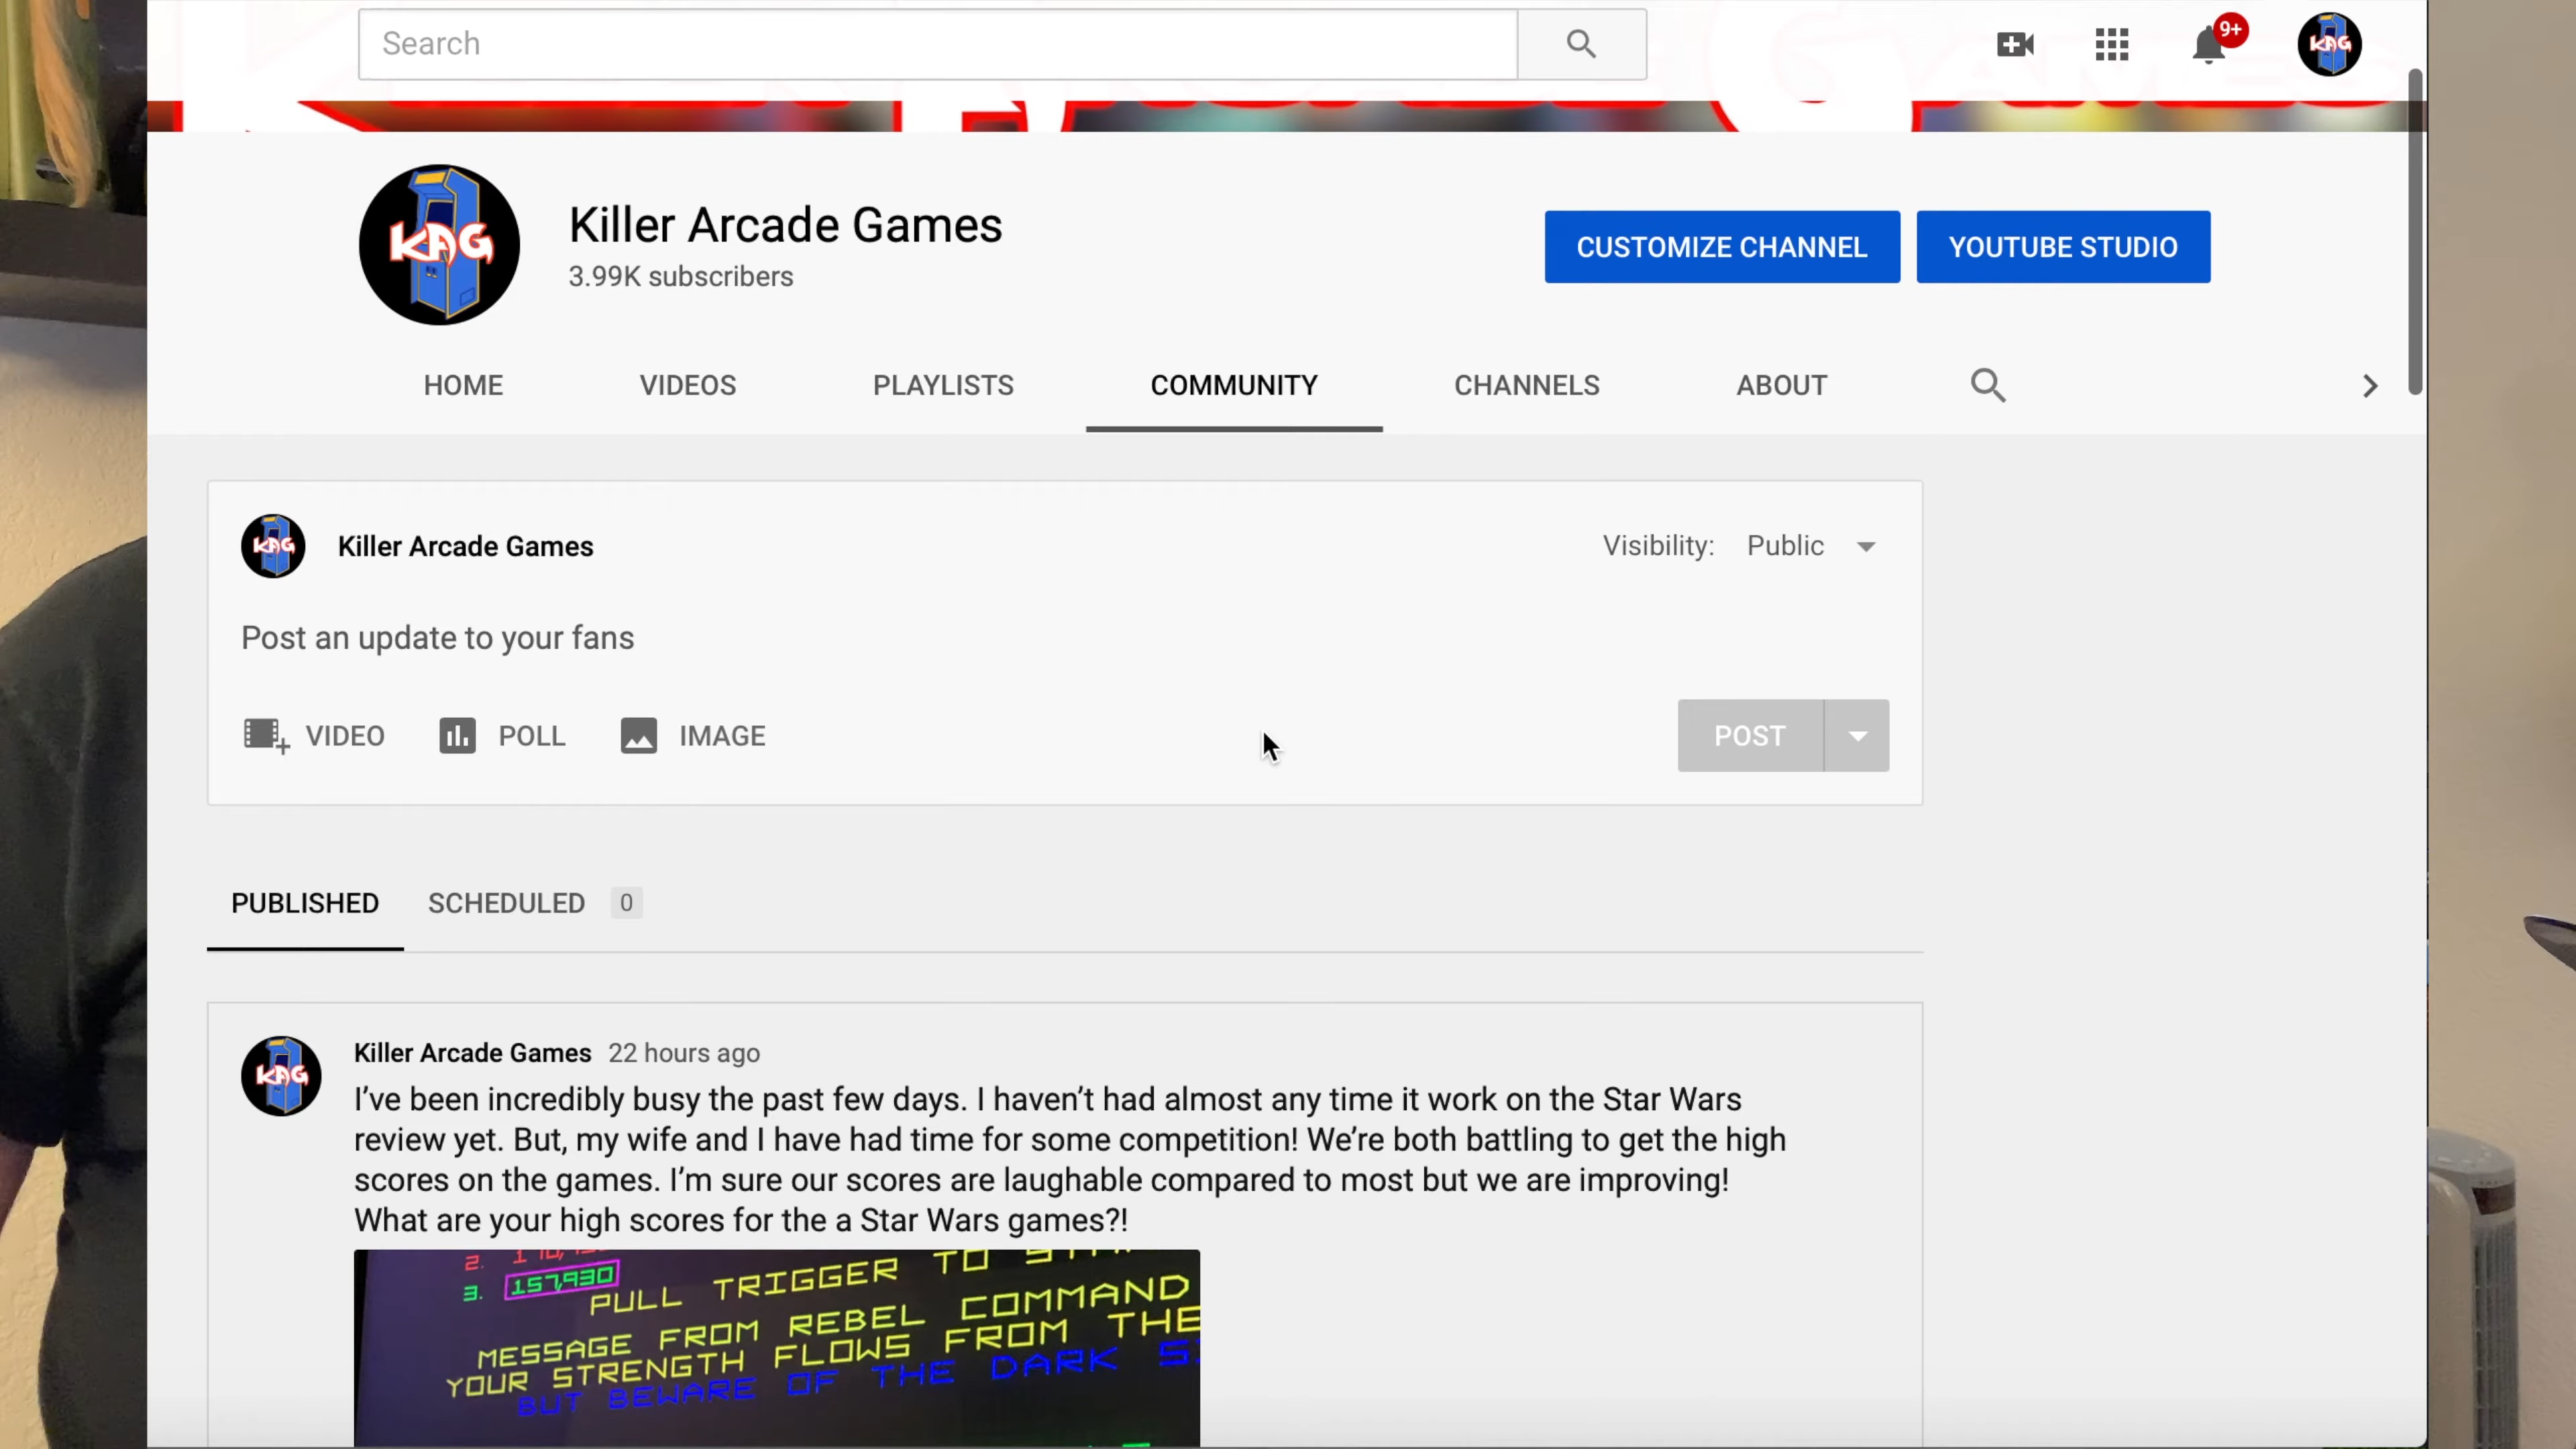 Search
9+
KAG
KAG
Killer Arcade Games
3.99K subscribers
CUSTOMIZE CHANNEL
YOUTUBE STUDIO
HOME
VIDEOS
PLAYLISTS
COMMUNITY
CHANNELS
ABOUT
KAG
Killer Arcade Games
Visibility: Public
Post an update to your fans
VIDEO
POLL
IMAGE
POST
PUBLISHED
SCHEDULED 0
KAG
Killer Arcade Games 22 hours ago
I've been incredibly busy the past few days. I haven't had almost any time it work on the Star Wars
review yet. But, my wife and I have had time for some competition! We're both battling to get the high
scores on the games. I'm sure our scores are laughable compared to most but we are improving!
What are your high scores for the a Star Wars games?!
2.
3. 157,930
PULL TRIGGER TO
MESSAGE FROM REBEL COMMAND
YOUR STRENGTH FLOWS FROM THE
BUT BEWARE OF THE DARK